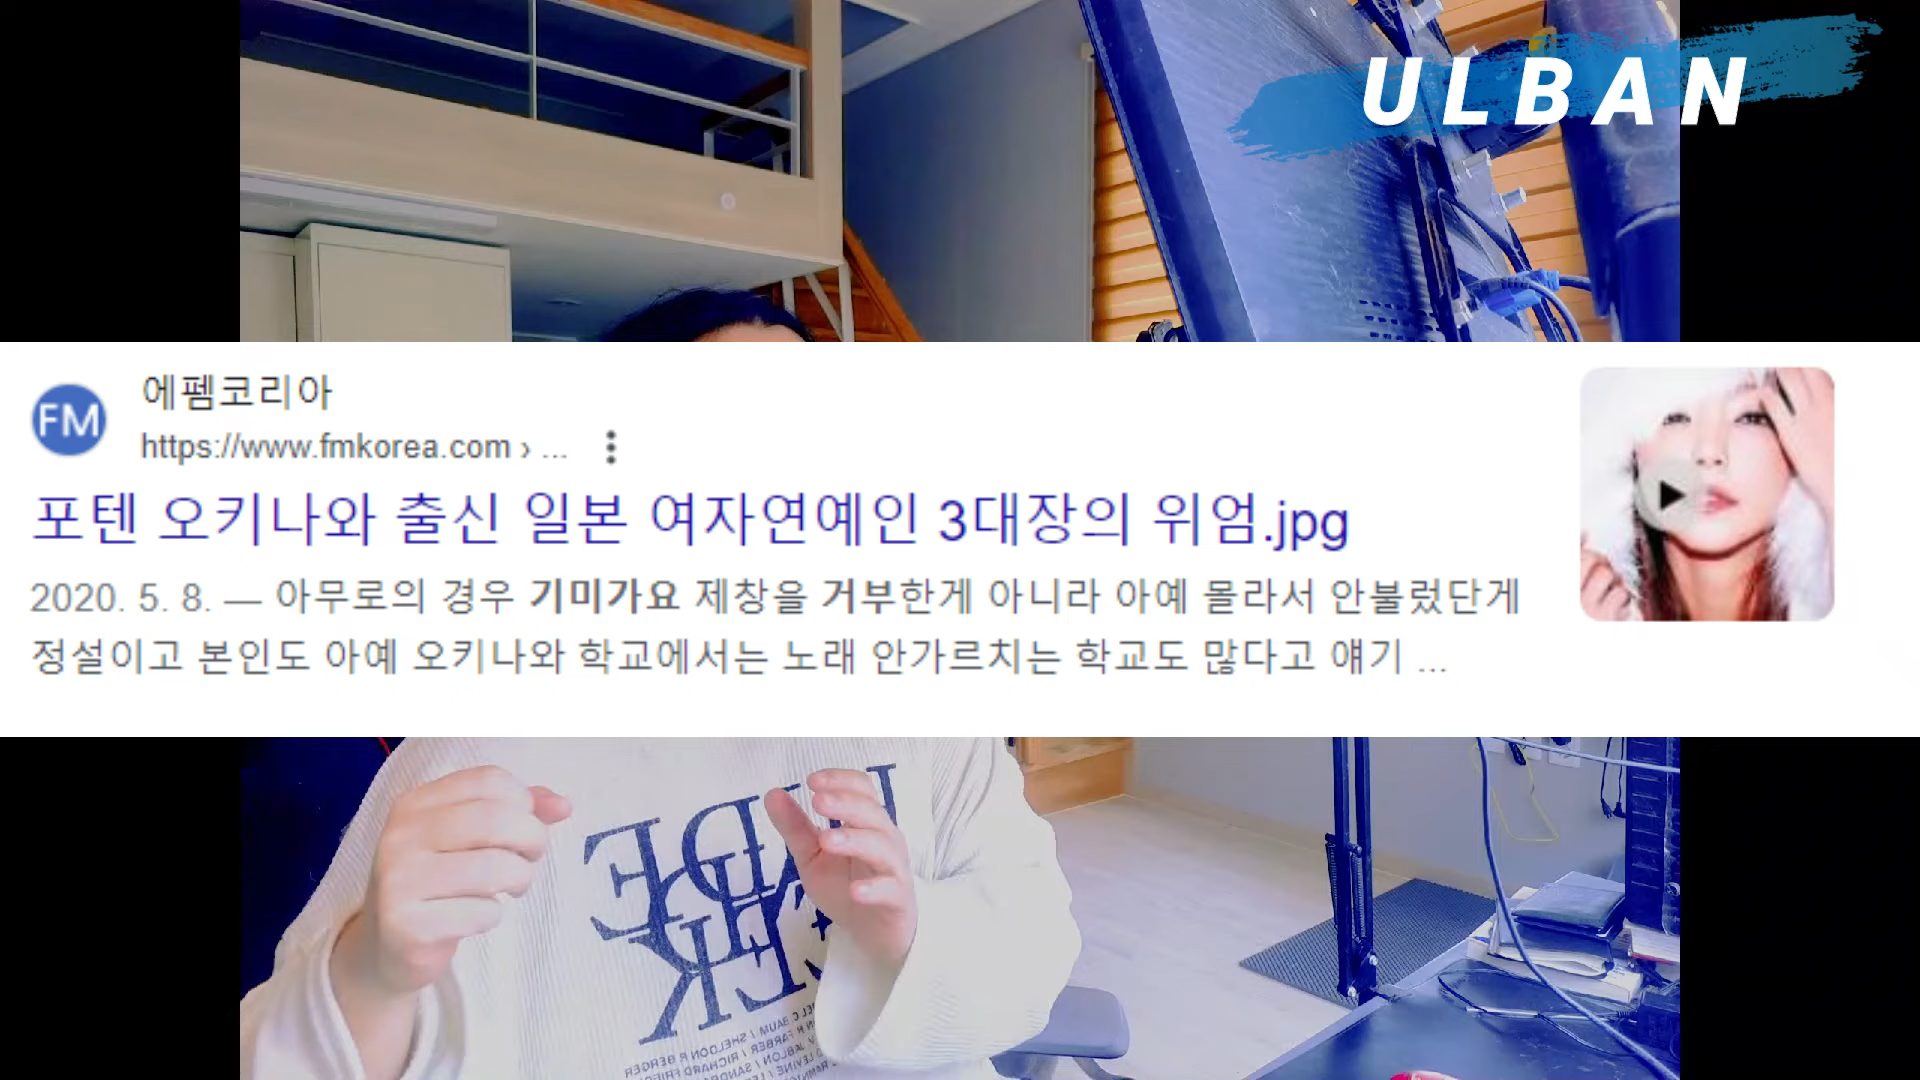 ULBAN
FM
에펨코리아
https://www.fmkorea.com › ...
포텐 오키나와 출신 일본 여자연예인 3대장의 위엄.jpg
2020. 5. 8. — 아무로의 경우 기미가요 제창을 거부한게 아니라 아예 몰라서 안불렀단게
정설이고 본인도 아예 오키나와 학교에서는 노래 안가르치는 학교도 많다고 얘기 ...